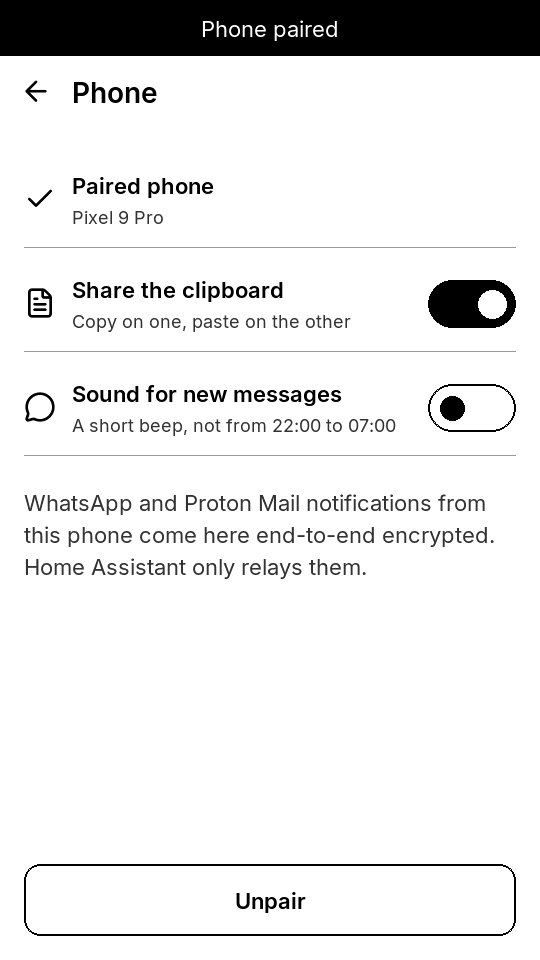 Phone paired
Phone
Paired phone
Pixel 9 Pro
Share the clipboard
Copy on one, paste on the other
Sound for new messages
A short beep, not from 22:00 to 07:00
WhatsApp and Proton Mail notifications from
this phone come here end-to-end encrypted.
Home Assistant only relays them.
Unpair